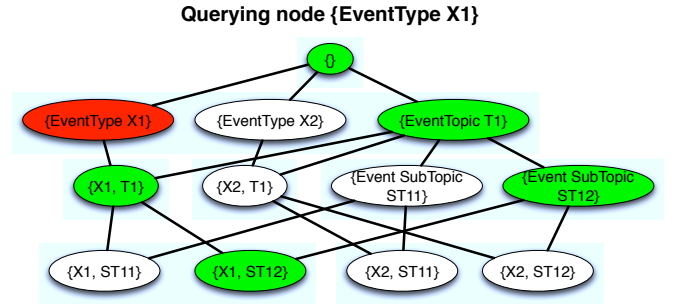 Querying node {EventType X1}
{}
{EventType X1}
{EventType X2}
{EventTopic T1}
{X1, T1}
{X2, T1}
{Event SubTopic
ST11}
{Event SubTopic
ST12}
{X1, ST11}
{X1, ST12}
{X2, ST11}
{X2, ST12}